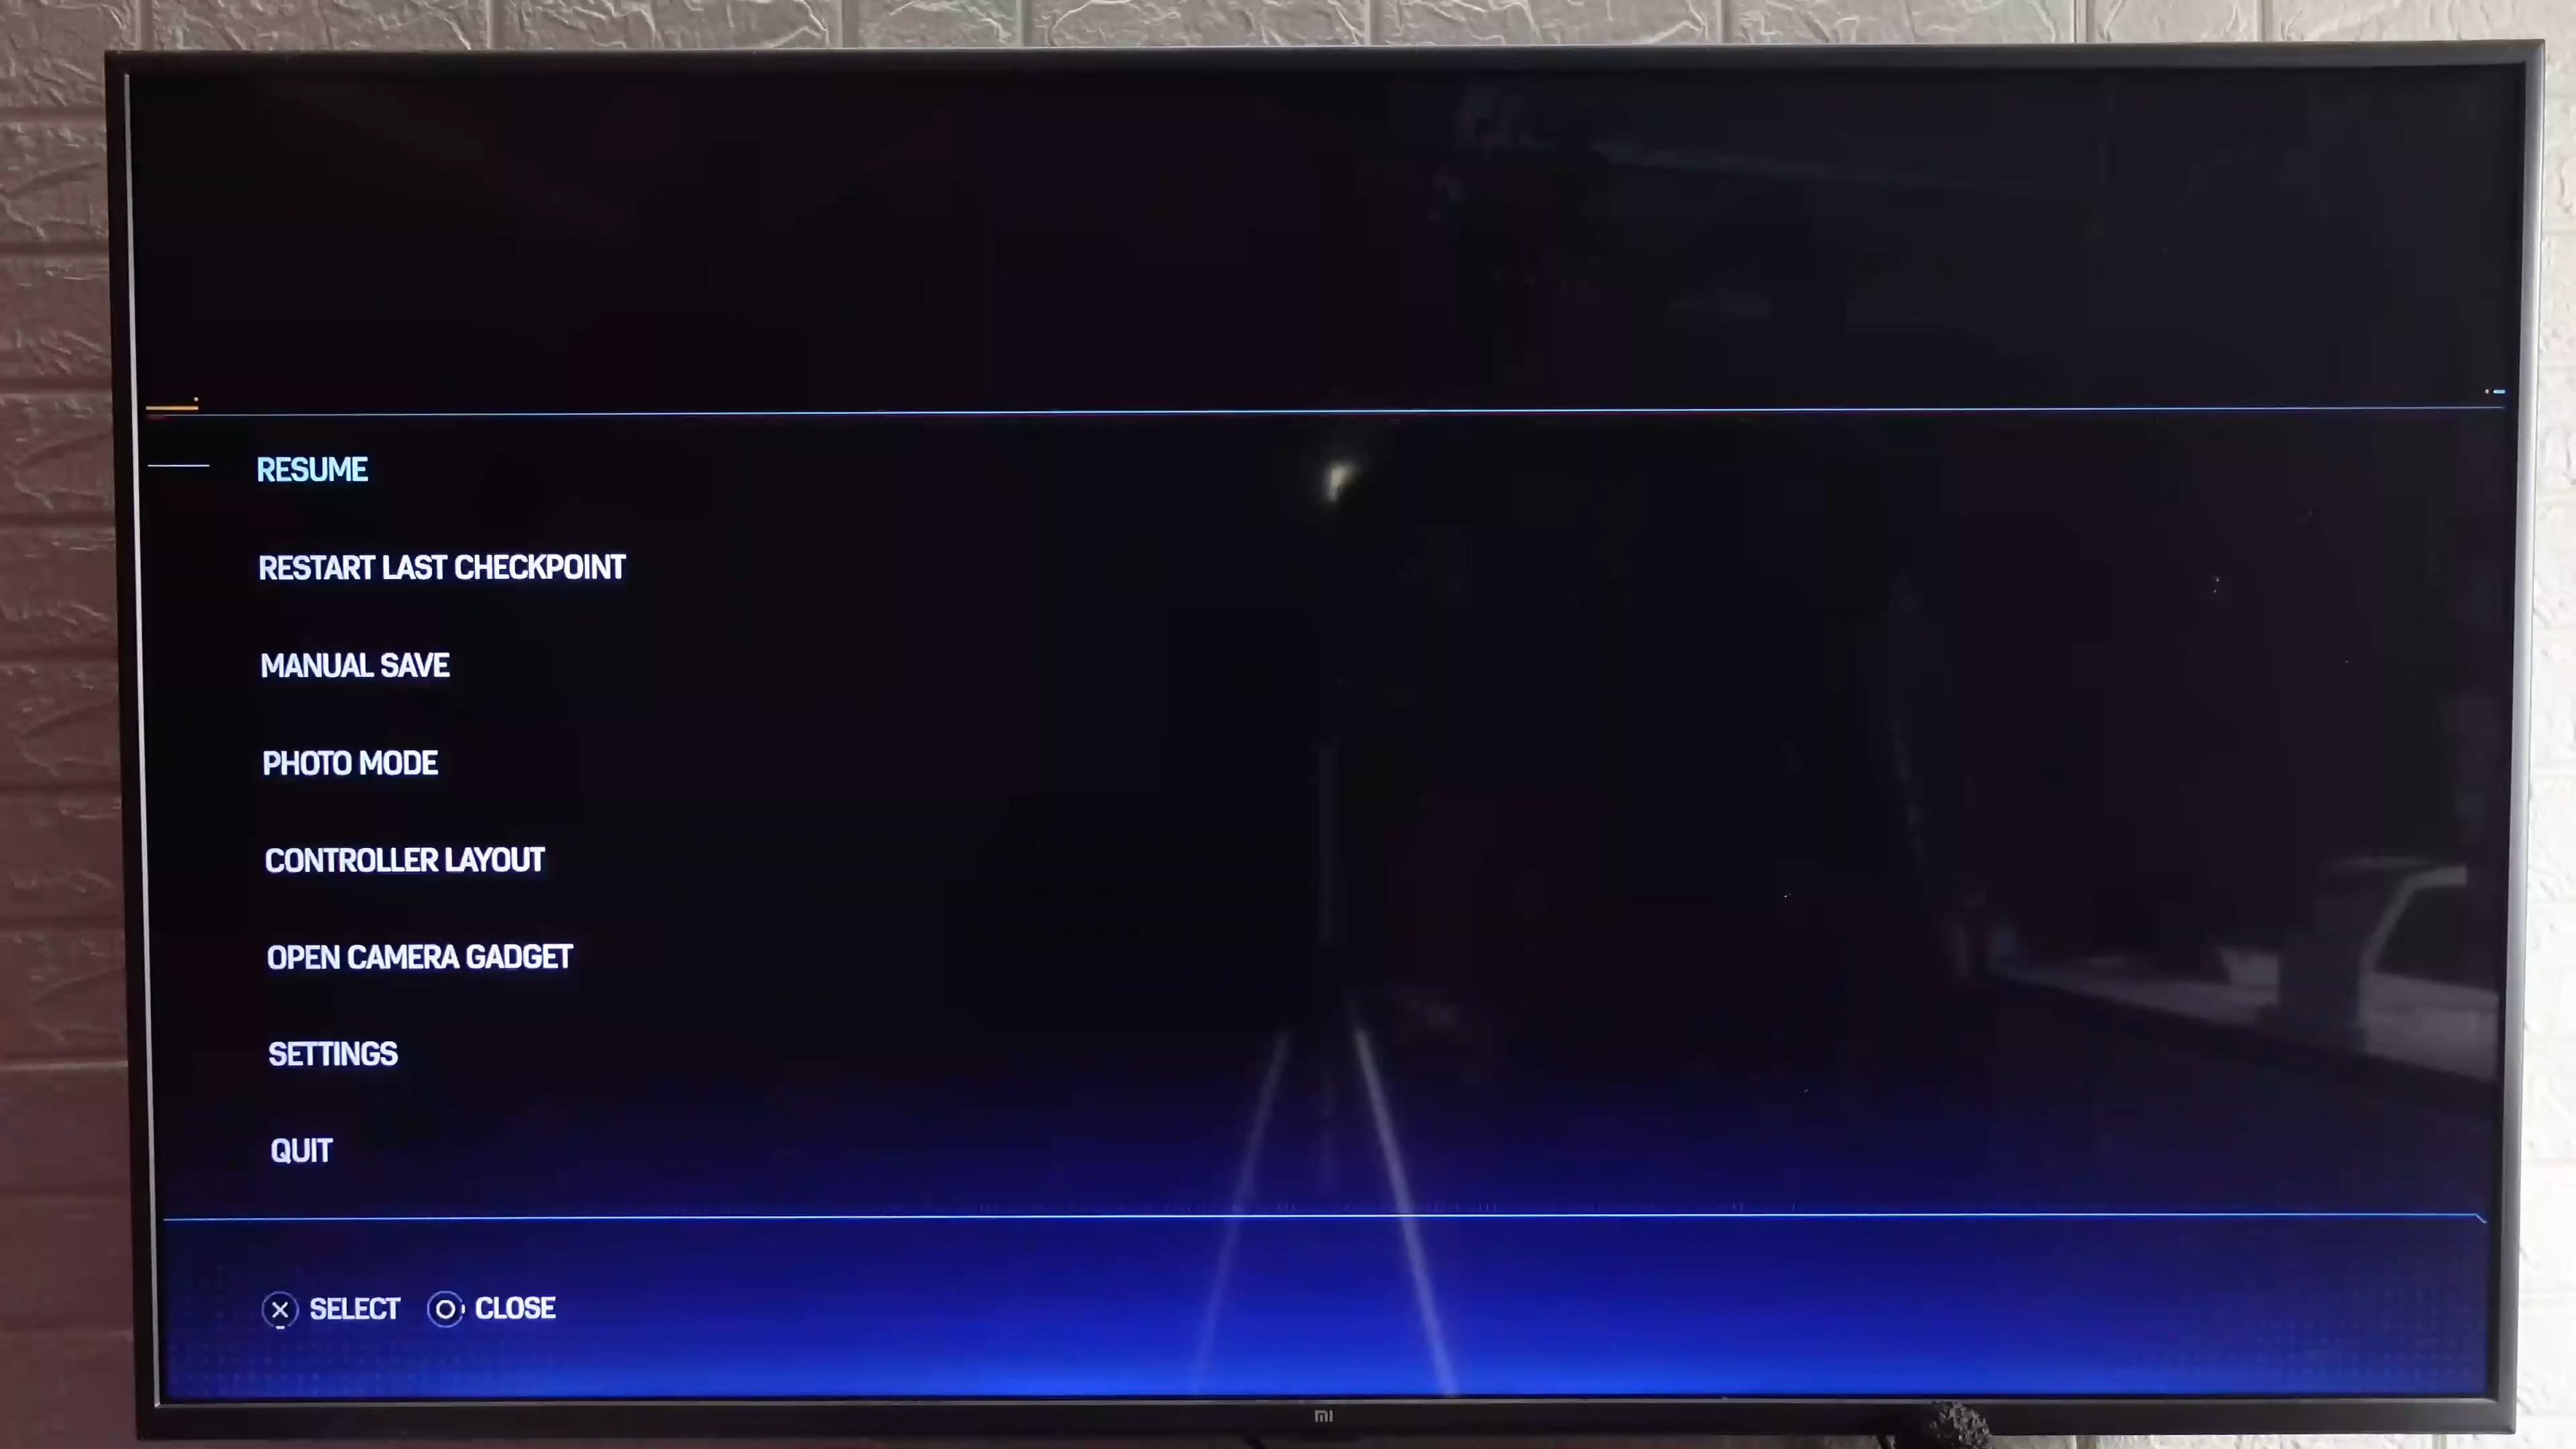 RESUME
RESTART LAST CHECKPOINT
MANUAL SAVE
PHOTO MODE
CONTROLLER LAYOUT
OPEN CAMERA GADGET
SETTINGS
QUIT
SELECT CLOSE
MI